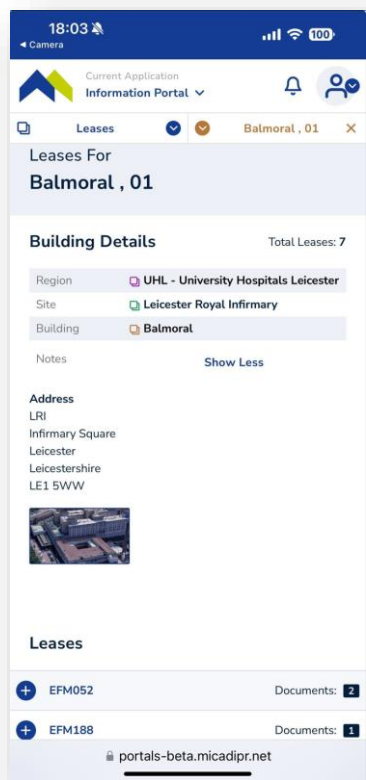 18:03
100
◀ Camera
Current Application
Information Portal
Leases
Balmoral , 01
Leases For
Balmoral , 01
Building Details
Total Leases: 7
Region
UHL - University Hospitals Leicester
Site
Leicester Royal Infirmary
Building
Balmoral
Notes
Show Less
Address
LRI
Infirmary Square
Leicester
Leicestershire
LE1 5WW
Leases
EFM052
Documents: 2
EFM188
Documents: 1
portals-beta.micadipr.net